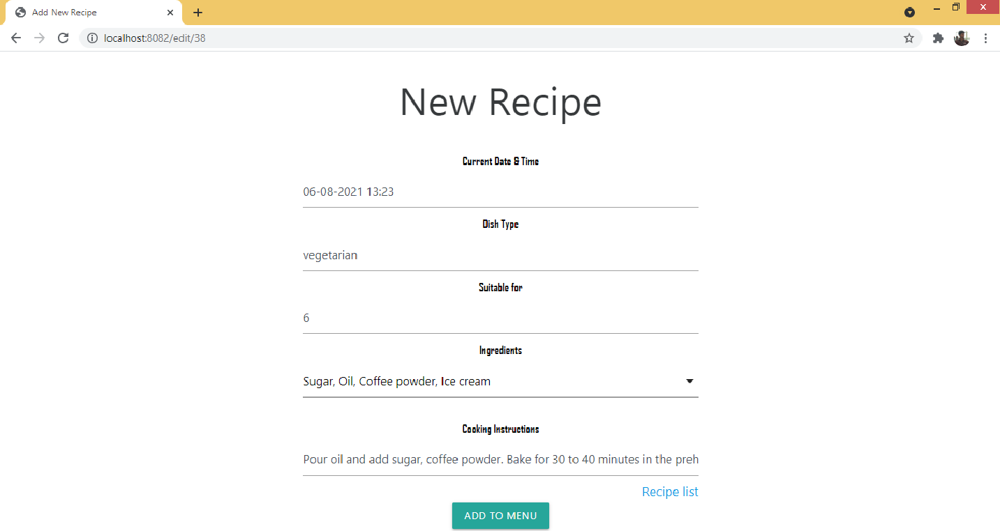 Add New Recipe
localhost:8082/edit/38
New Recipe
Current Date & Time
06-08-2021 13:23
Dish Type
vegetarian
Suitable for
6
Ingredients
Sugar, Oil, Coffee powder, Ice cream
Cooking Instructions
Pour oil and add sugar, coffee powder. Bake for 30 to 40 minutes in the preh
Recipe list
ADD TO MENU